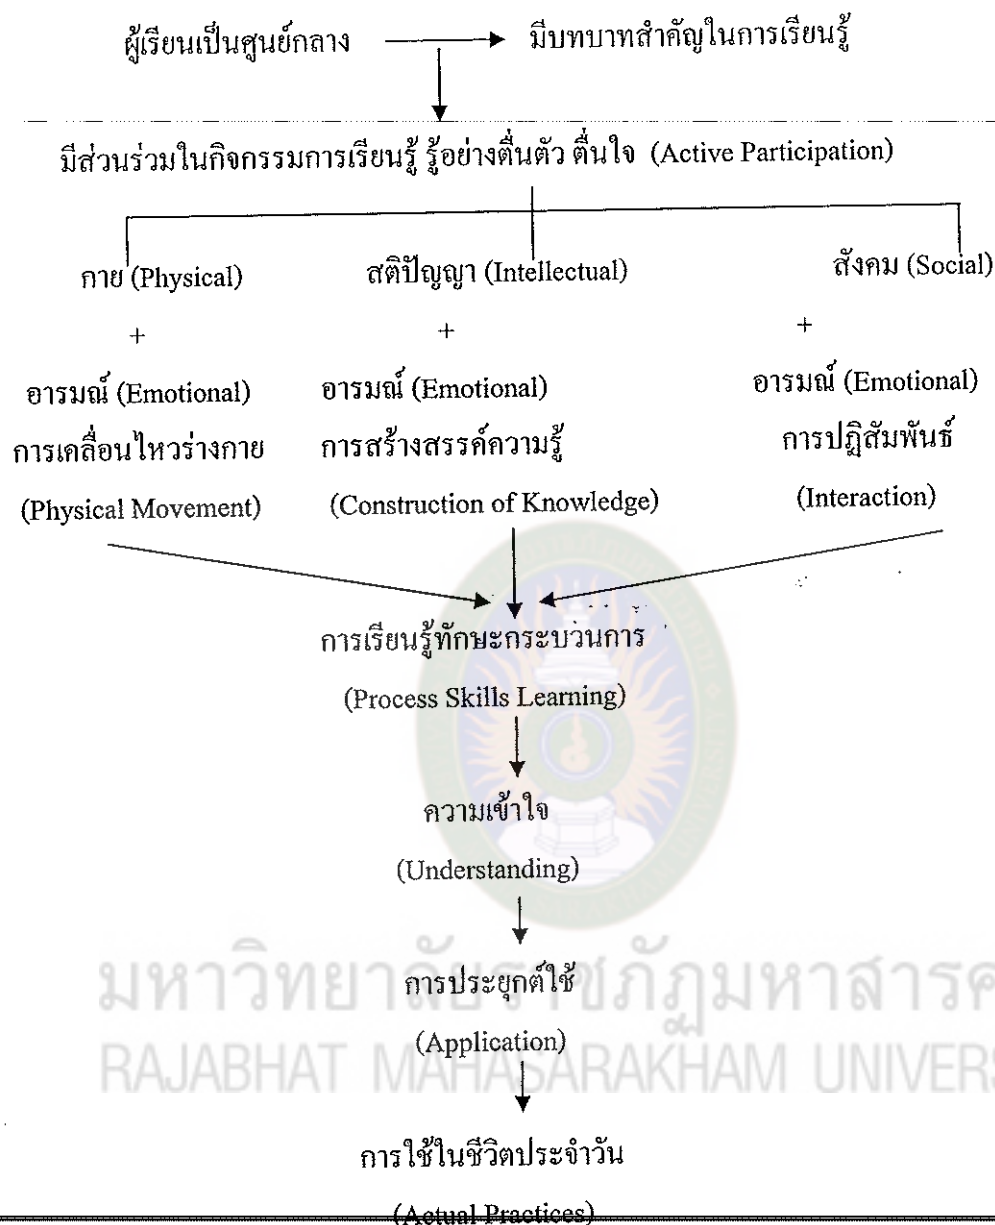 ผู้เรียนเป็นศูนย์กลาง มีบทบาทสำคัญในการเรียนรู้
มีส่วนร่วมในกิจกรรมการเรียนรู้ รู้อย่างตื่นตัว ตื่นใจ (Active Participation)
กาย (Physical) สติปัญญา (Intellectual) สังคม (Social)
+ + +
อารมณ์ (Emotional) อารมณ์ (Emotional) อารมณ์ (Emotional)
การเคลื่อนไหวร่างกาย การสร้างสรรค์ความรู้ การปฏิสัมพันธ์
(Physical Movement) (Construction of Knowledge) (Interaction)
การเรียนรู้ทักษะกระบวนการ
(Process Skills Learning)
ความเข้าใจ
(Understanding)
มหาวิทยาลัยราชภัฏมหาสารค
การประยุกต์ใช้
(Application)
RAJABHAT MAHASARAKHAM UNIVERS
การใช้ในชีวิตประจำวัน
(Actual Practices)